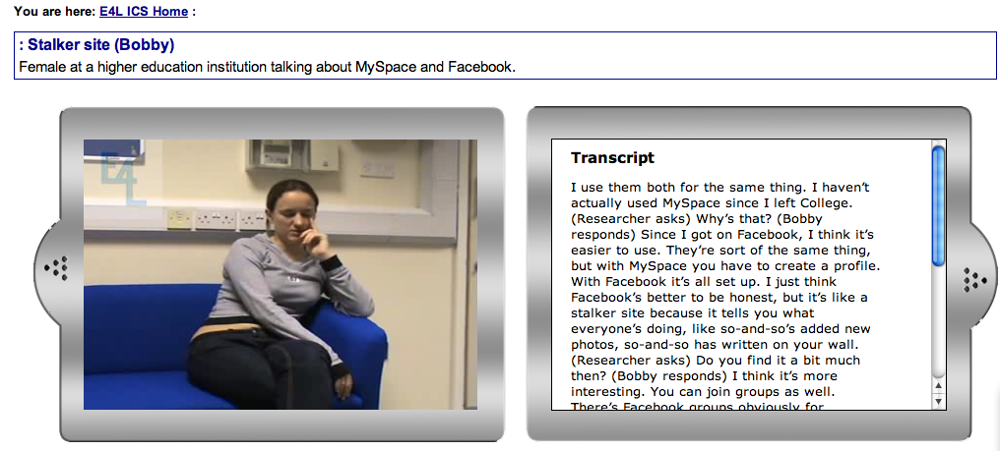 You are here: E4L ICS Home :
: Stalker site (Bobby)
Female at a higher education institution talking about MySpace and Facebook.
E4L
Transcript
I use them both for the same thing. I haven’t
actually used MySpace since I left College.
(Researcher asks) Why’s that? (Bobby
responds) Since I got on Facebook, I think it’s
easier to use. They’re sort of the same thing,
but with MySpace you have to create a profile.
With Facebook it’s all set up. I just think
Facebook’s better to be honest, but it’s like a
stalker site because it tells you what
everyone’s doing, like so-and-so’s added new
photos, so-and-so has written on your wall.
(Researcher asks) Do you find it a bit much
then? (Bobby responds) I think it’s more
interesting. You can join groups as well.
There’s Facebook groups obviously for